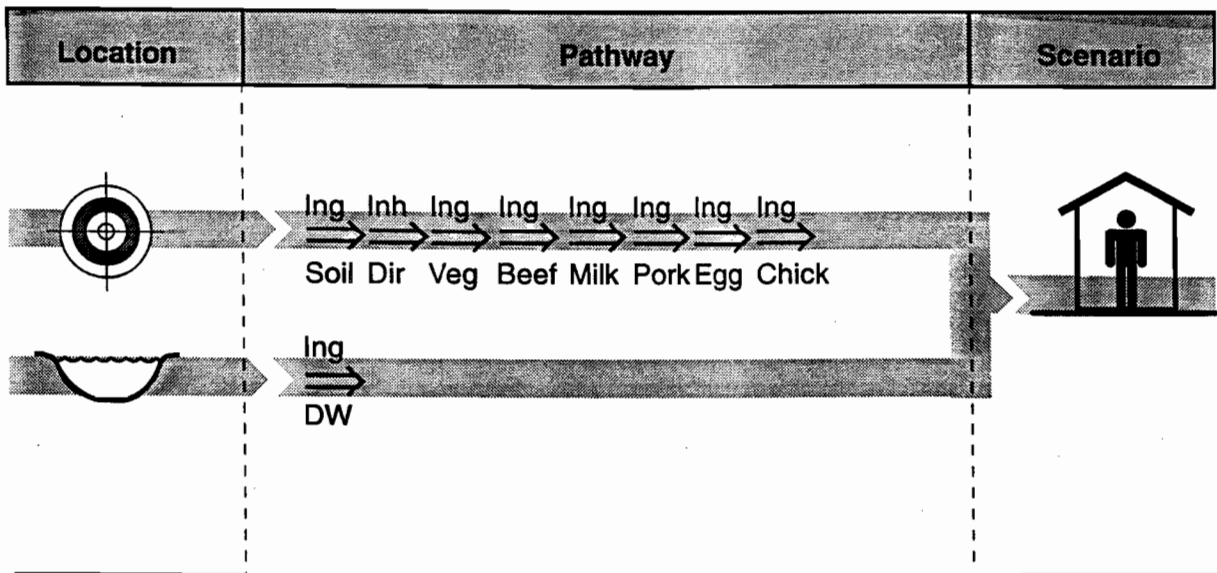 Location Pathway Scenario
Ing Inh Ing Ing Ing Ing Ing Ing
Soil Dir Veg Beef Milk Pork Egg Chick
Ing
DW